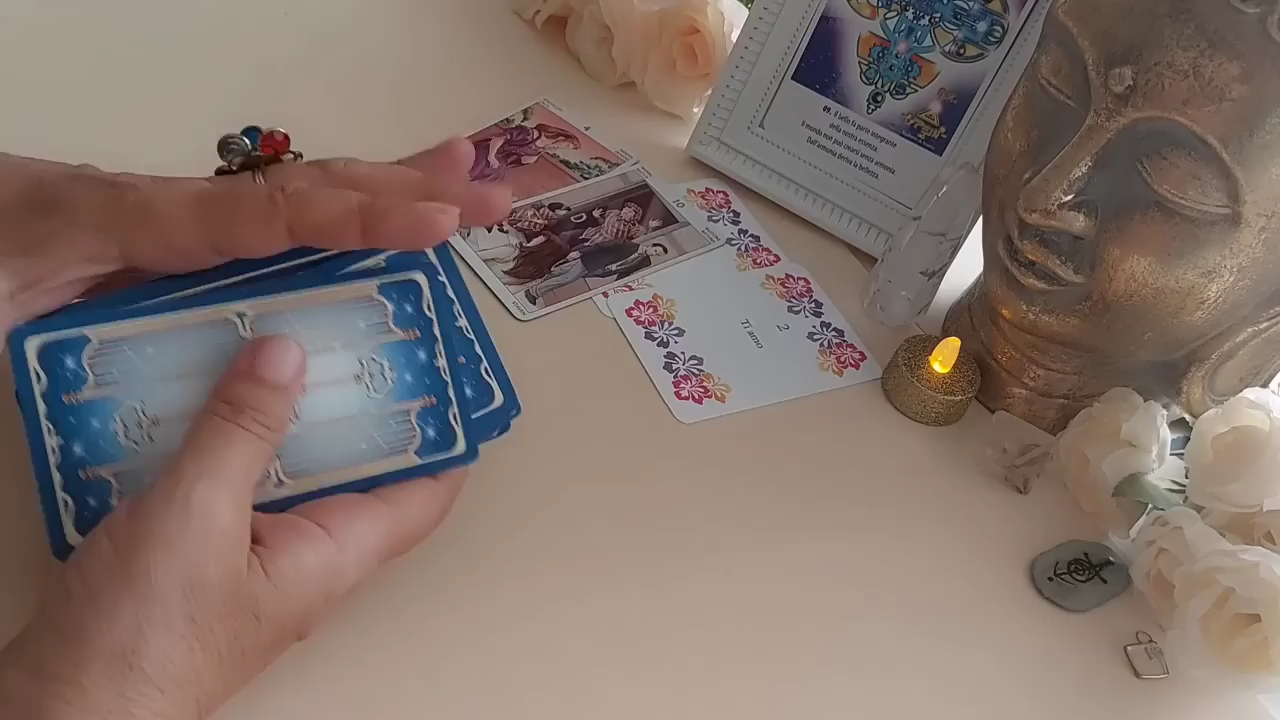 09. Il bello fa parte integrante
della nostra essenza.
Il mondo non può crearsi senza armonia.
Dall'armonia deriva la bellezza.
10
2
Ti amo